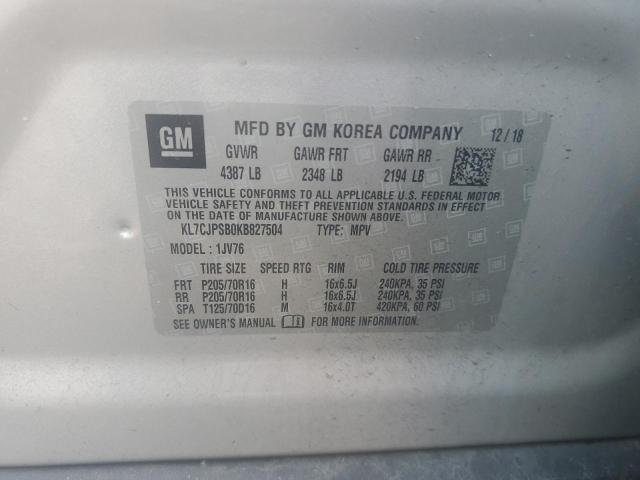 GM MFD BY GM KOREA COMPANY 12 / 18
GVWR GAWR FRT GAWR RR
4387 LB 2348 LB 2194 LB
THIS VEHICLE CONFORMS TO ALL APPLICABLE U.S. FEDERAL MOTOR
VEHICLE SAFETY AND THEFT PREVENTION STANDARDS IN EFFECT
ON THE DATE OF MANUFACTURE SHOWN ABOVE.
KL7CJPSB0KB827504 TYPE: MPV
MODEL : 1JV76
TIRE SIZE SPEED RTG RIM COLD TIRE PRESSURE
FRT P205/70R16 H 16x6.5J 240KPA, 35 PSI
RR P205/70R16 H 16x6.5J 240KPA, 35 PSI
SPA T125/70D16 M 16x4.0T 420KPA, 60 PSI
SEE OWNER'S MANUAL FOR MORE INFORMATION.